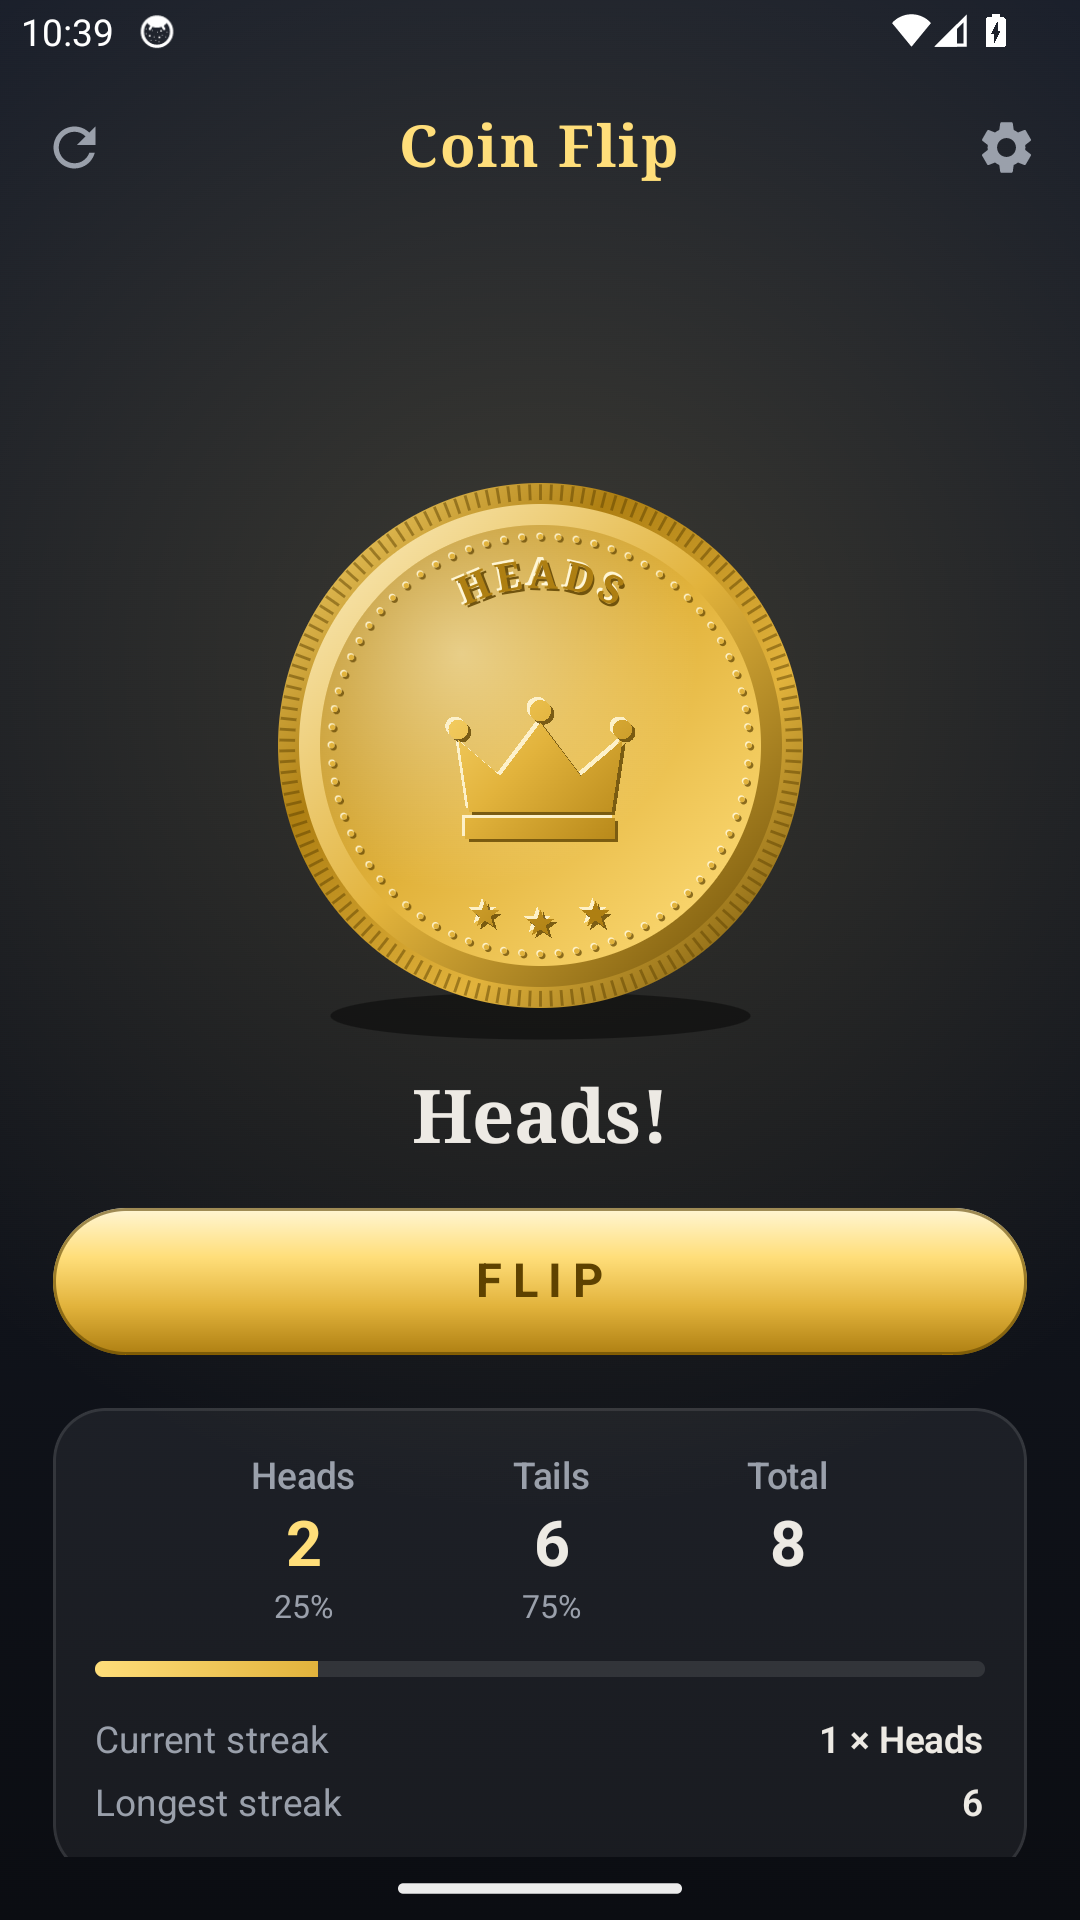 10:39
Coin Flip
HEADS
Heads!
FLIP
Heads Tails Total
2 6 8
25% 75%
Current streak 1 × Heads
Longest streak 6